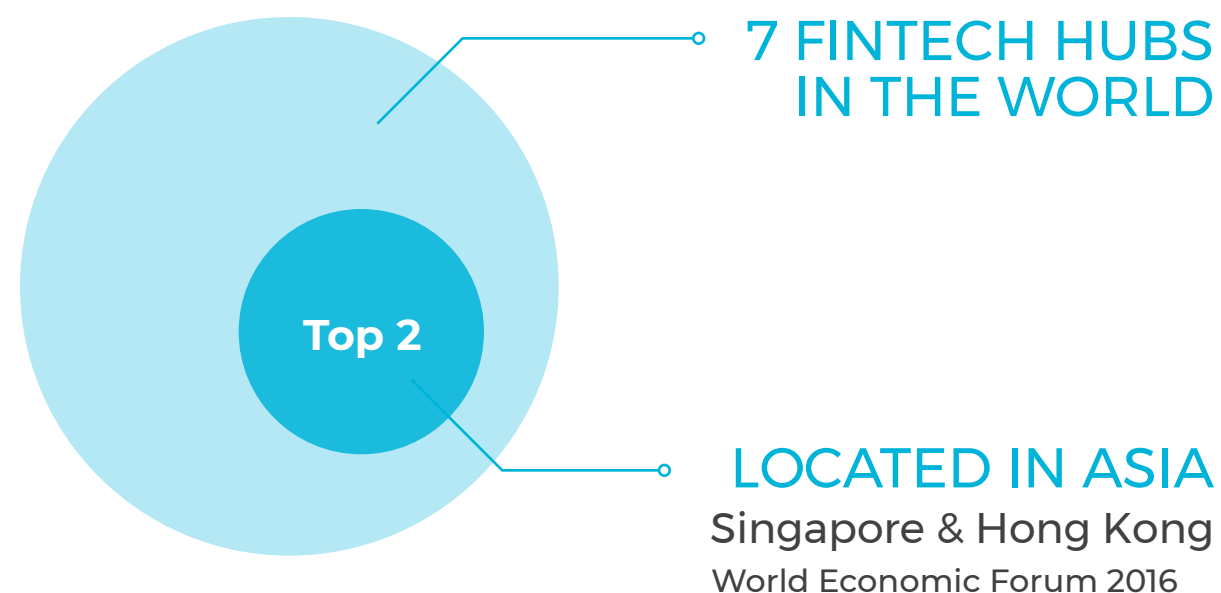 7 FINTECH HUBS
IN THE WORLD
Top 2
LOCATED IN ASIA
Singapore & Hong Kong
World Economic Forum 2016